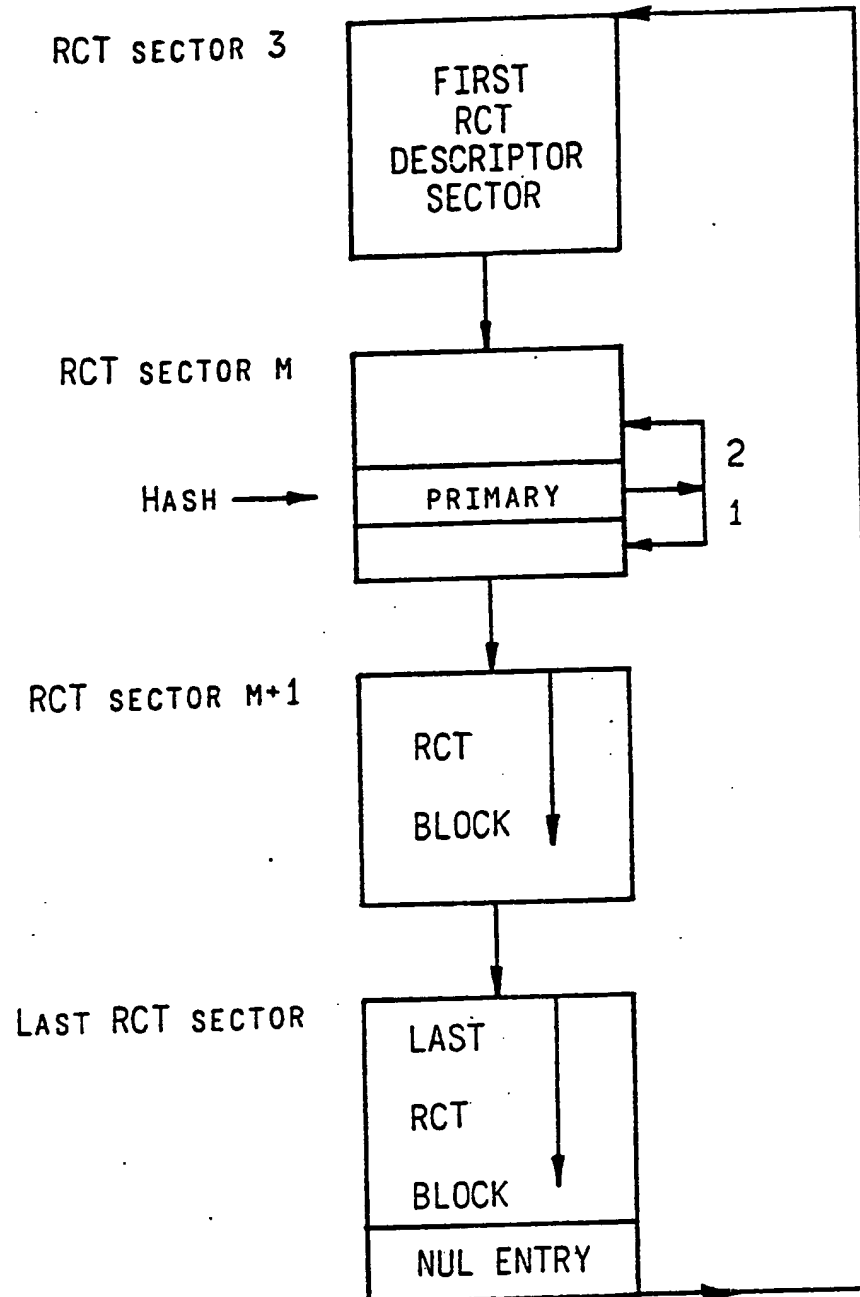 RCT SECTOR 3
FIRST
RCT
DESCRIPTOR
SECTOR
RCT SECTOR M
2
HASH
PRIMARY
1
RCT SECTOR M+1
RCT
BLOCK
LAST RCT SECTOR
LAST
RCT
BLOCK
NUL ENTRY